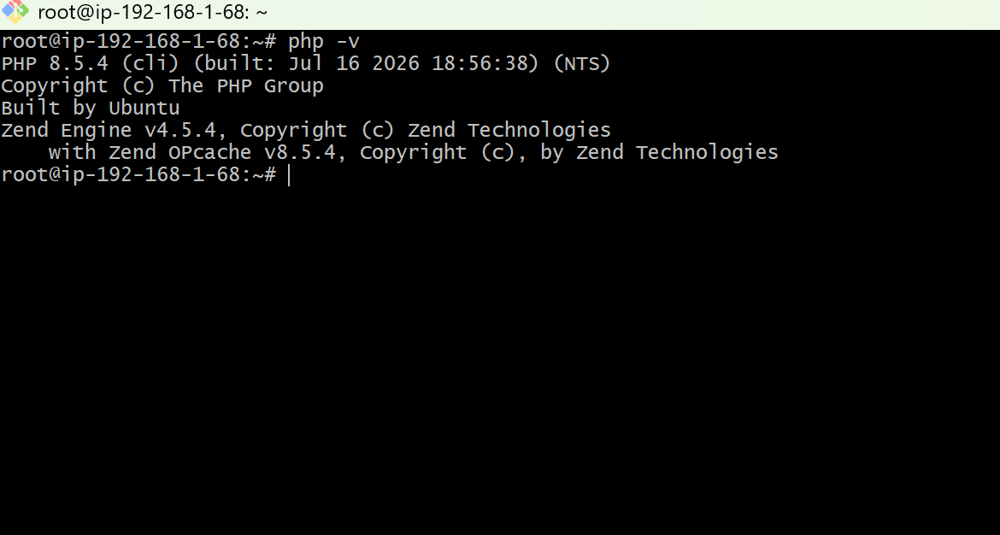 root@ip-192-168-1-68: ~
root@ip-192-168-1-68:~# php -v
PHP 8.5.4 (cli) (built: Jul 16 2026 18:56:38) (NTS)
Copyright (c) The PHP Group
Built by Ubuntu
Zend Engine v4.5.4, Copyright (c) Zend Technologies
    with Zend OPcache v8.5.4, Copyright (c), by Zend Technologies
root@ip-192-168-1-68:~#